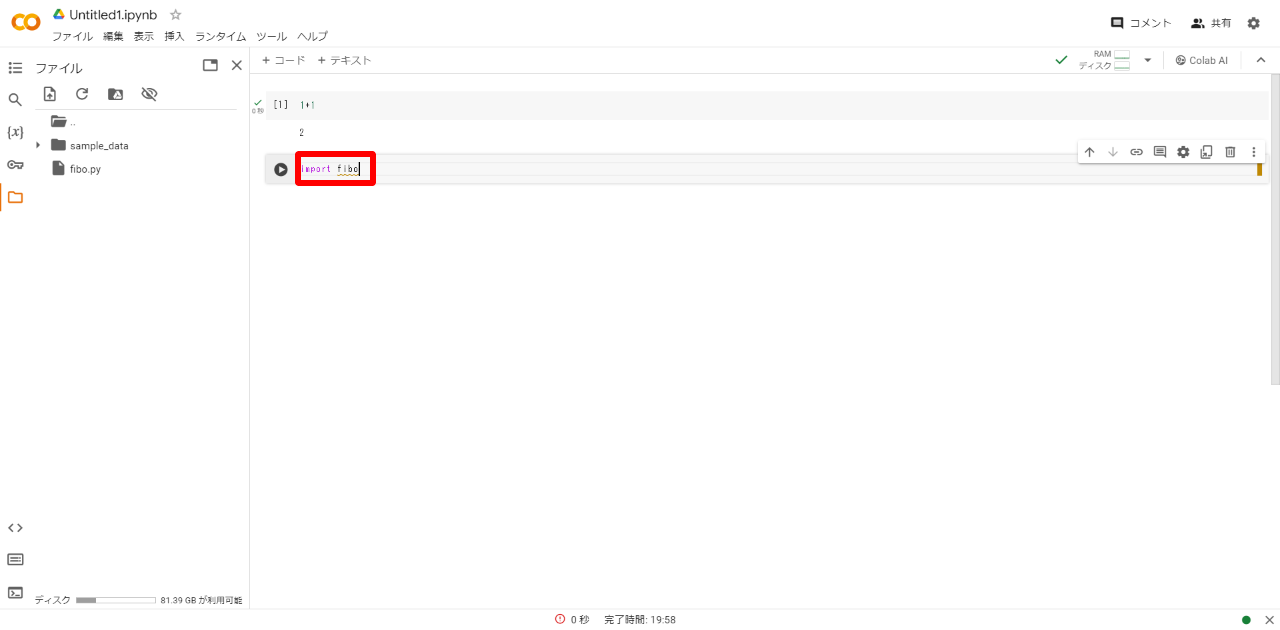 Untitled1.ipynb
ファイル 編集 表示 挿入 ランタイム ツール ヘルプ
コメント 共有
ファイル
+ コード + テキスト
RAM
ディスク
Colab AI
..
sample_data
fibo.py
{x}
[1] 1+1
0 秒
2
import fibo
ディスク 81.39 GB が利用可能
0 秒 完了時間: 19:58